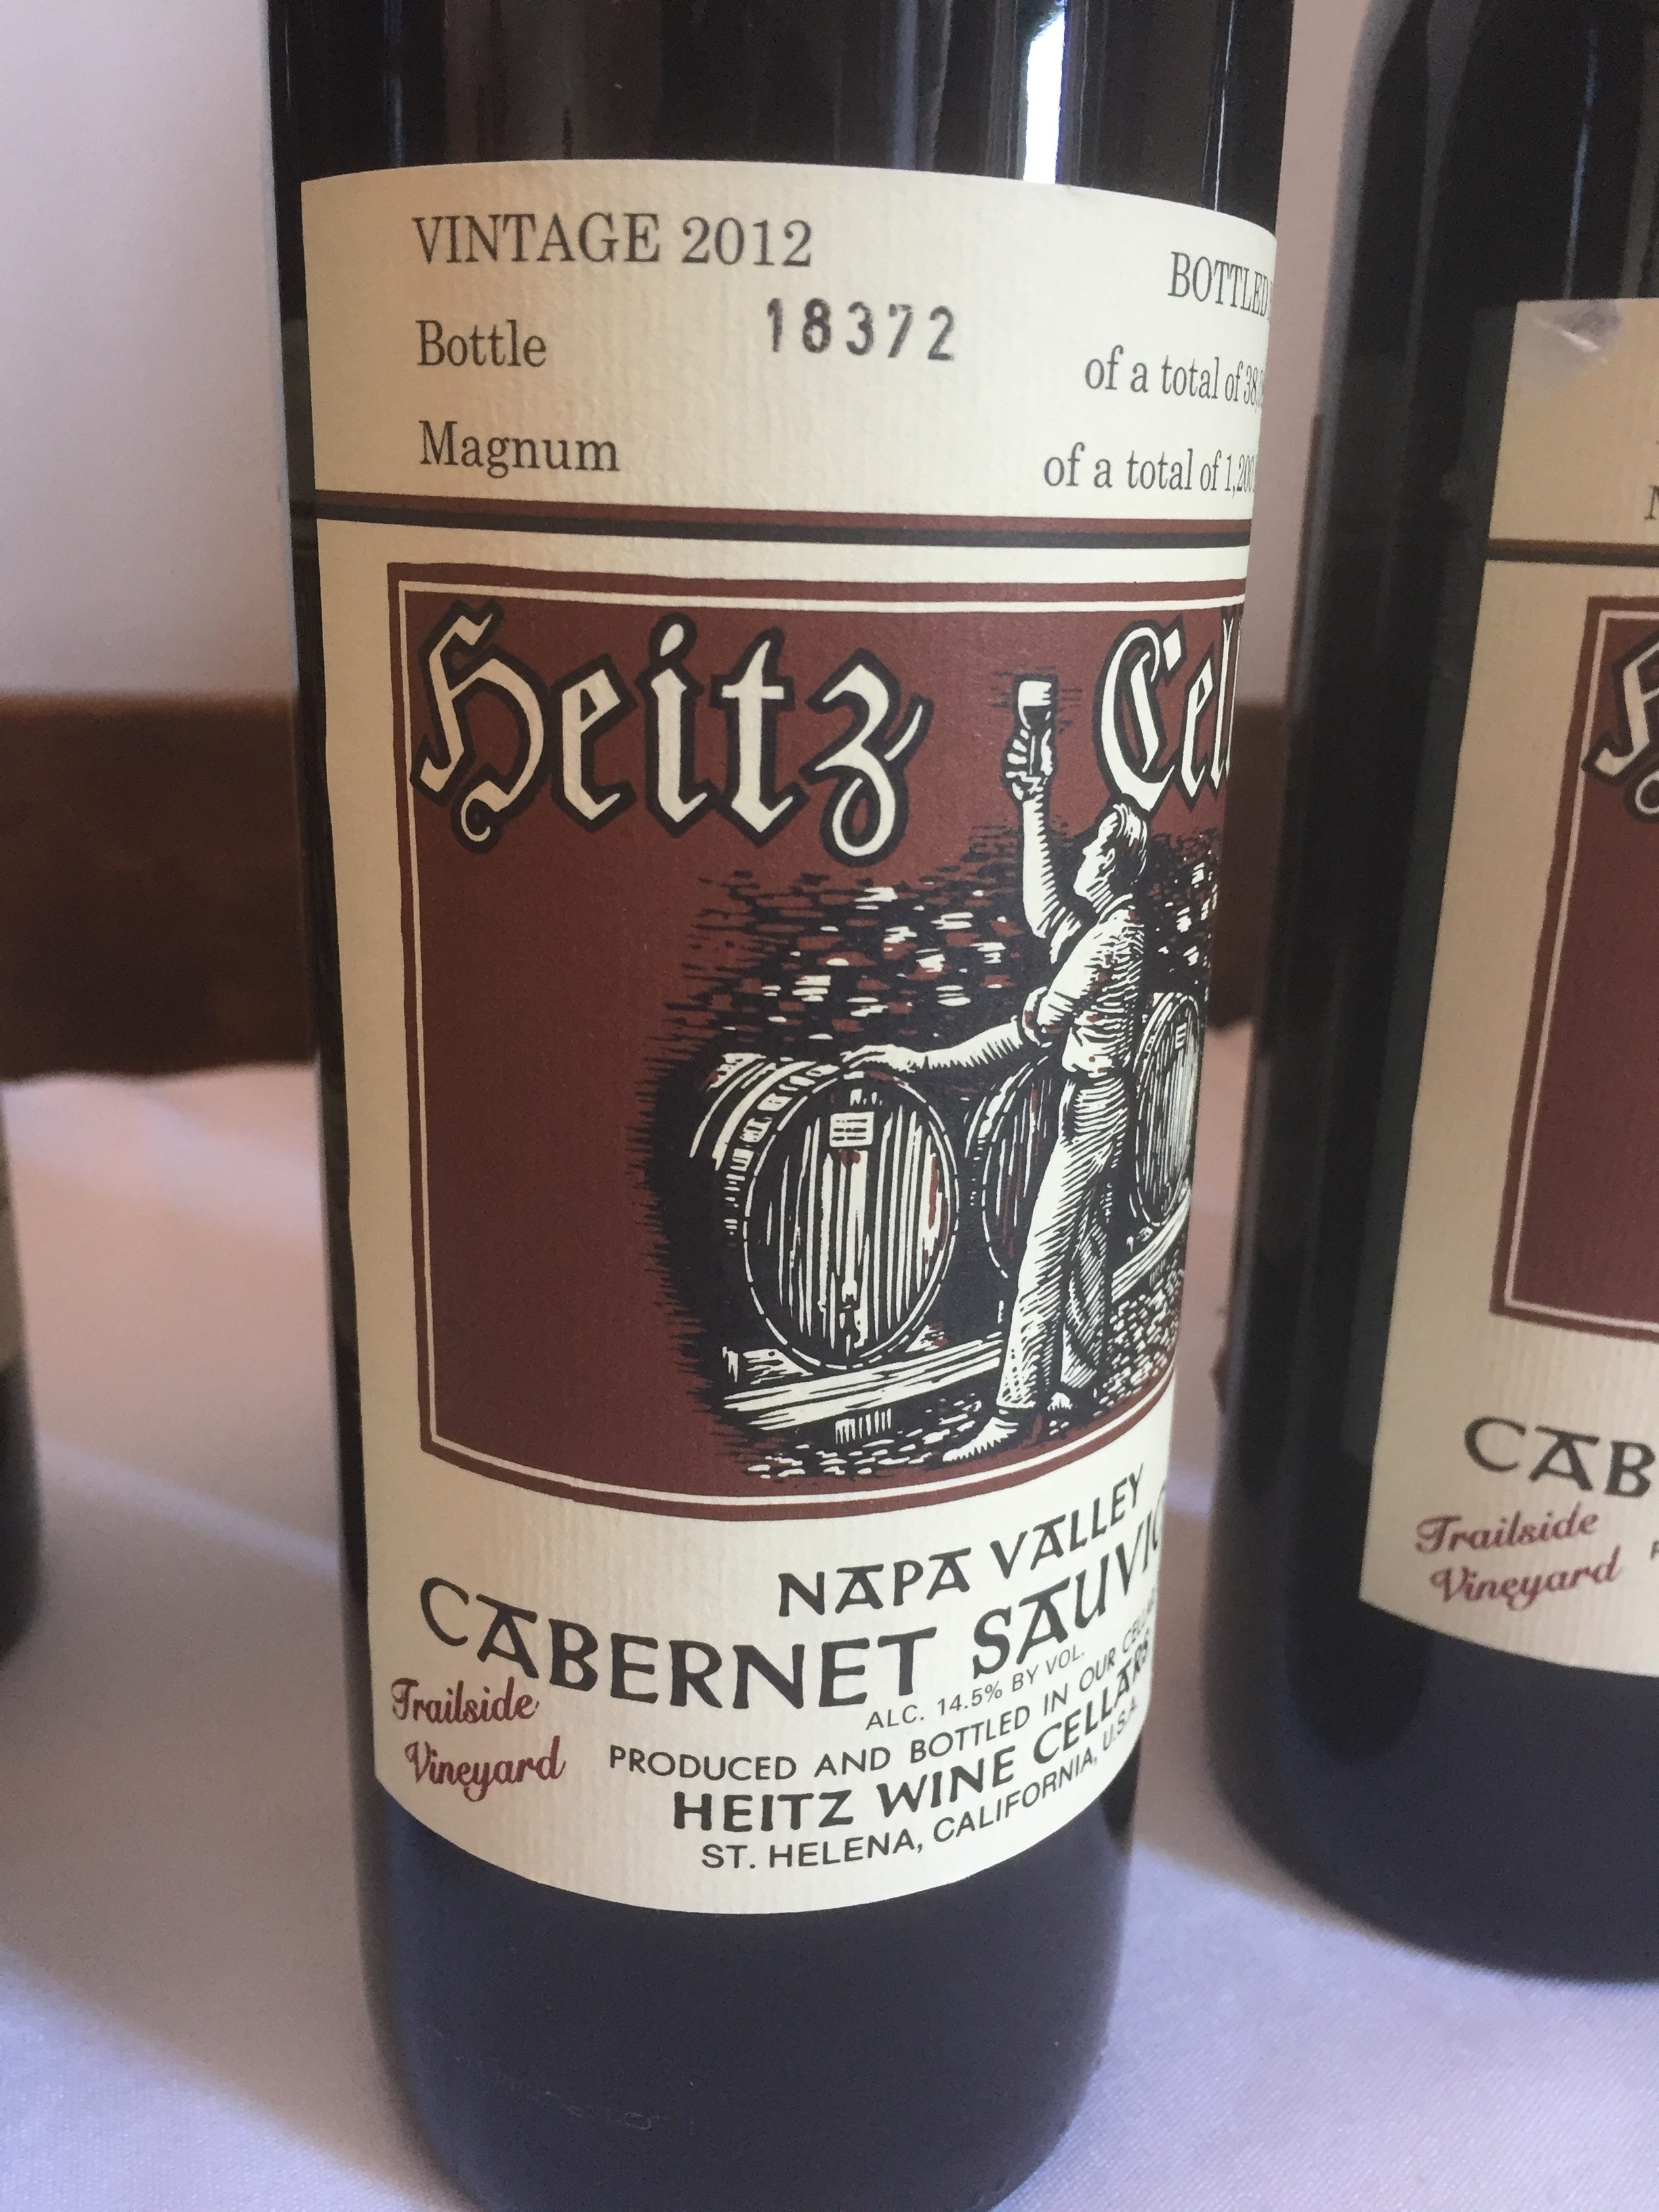 VINTAGE 2012
BOTTLED
Bottle 18372 of a total of
Magnum of a total of
Heitz
NAPA VALLEY
CABERNET
Trailside
Vineyard
ALC. 14.5% BY VOL.
PRODUCED AND BOTTLED IN OUR
HEITZ WINE CELLARS
ST. HELENA, CALIFORNIA, U.S.A.
CAB
Trailside
Vineyard